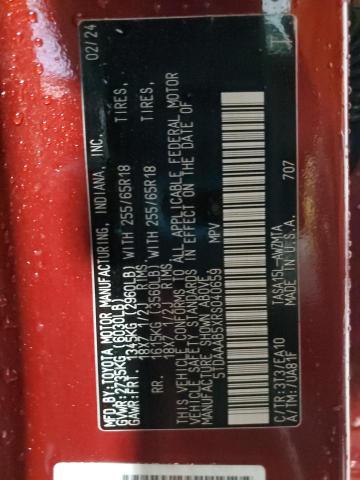 02/24
MFD.BY: TOYOTA MOTOR MANUFACTURING, INDIANA, INC.
GVWR: 2735KG (6030LB)
GAWR: FRT. 1345KG (2960LB) WITH 255/65R18 TIRES,
18X7 1/2J RIMS
RR. 1615KG (3560LB) WITH 255/65R18 TIRES,
18X7 1/2J RIMS
THIS VEHICLE CONFORMS TO ALL APPLICABLE FEDERAL MOTOR
VEHICLE SAFETY STANDARDS IN EFFECT ON THE DATE OF
MANUFACTURE SHOWN ABOVE.
5TDAAAB5XRS040659 MPV
C/TR: 3T3/EA10 TASA15L-AWZMTA 707
A/TM: /UA81F MADE IN U.S.A.